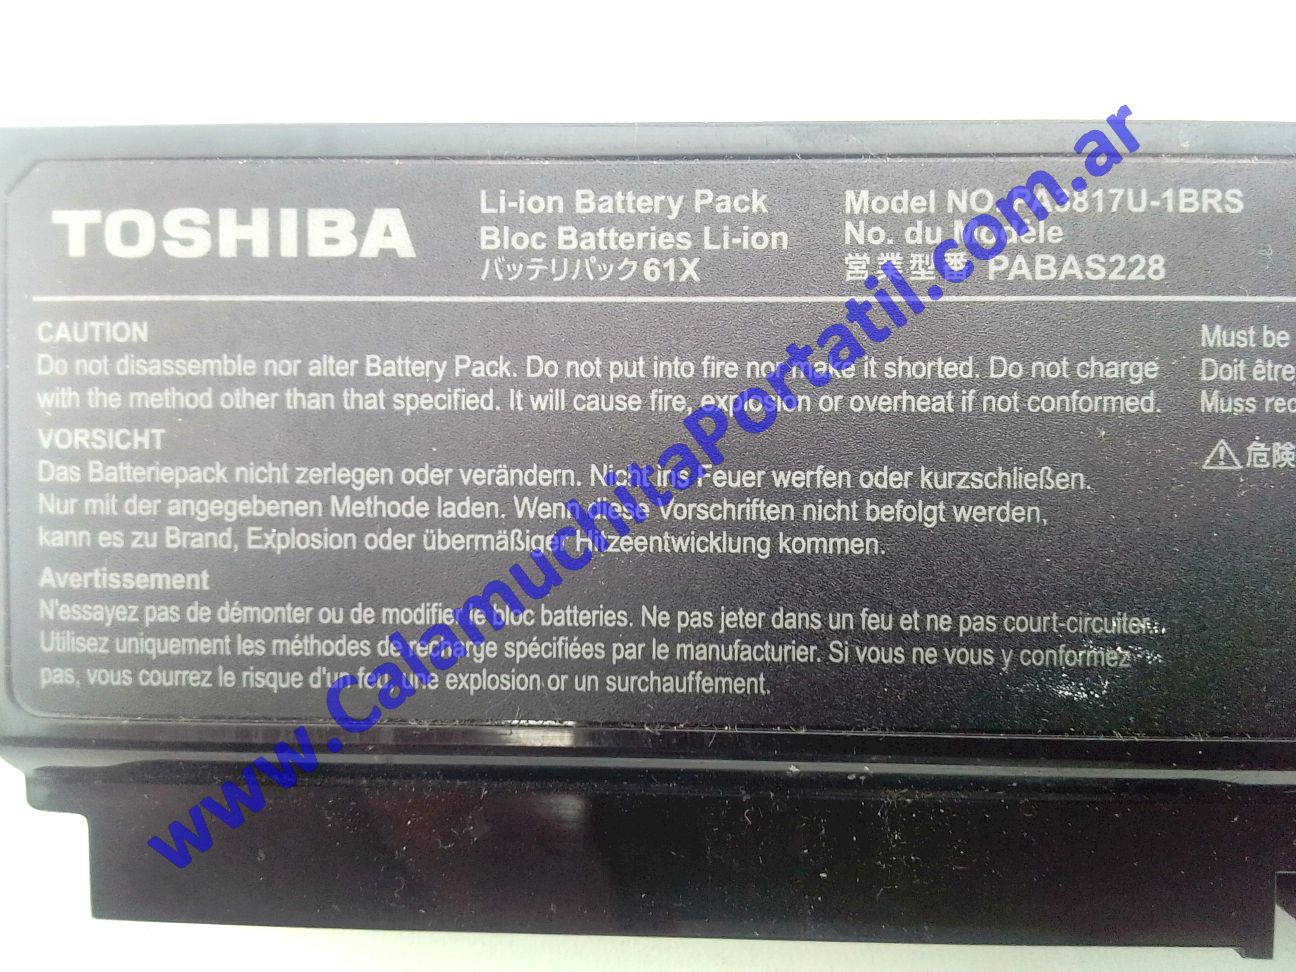 TOSHIBA
Li-ion Battery Pack
Bloc Batteries Li-ion
バッテリパック61X
Model NO. PA3817U-1BRS
No. du Modèle
営業型番 PABAS228
CAUTION
Do not disassemble nor alter Battery Pack. Do not put into fire nor make it shorted. Do not charge
with the method other than that specified. It will cause fire, explosion or overheat if not conformed.
VORSICHT
Das Batteriepack nicht zerlegen oder verändern. Nicht ins Feuer werfen oder kurzschließen.
Nur mit der angegebenen Methode laden. Wenn diese Vorschriften nicht befolgt werden,
kann es zu Brand, Explosion oder übermäßiger Hitzeentwicklung kommen.
Avertissement
N'essayez pas de démonter ou de modifier le bloc batteries. Ne pas jeter dans un feu et ne pas court-circuiter.
Utilisez uniquement les méthodes de recharge spécifiées par le manufacturier. Si vous ne vous y conformez
pas, vous courrez le risque d'un feu, une explosion or un surchauffement.
Must be
Doit être
Muss rec
危険
www.CalamuchitaPortatil.com.ar